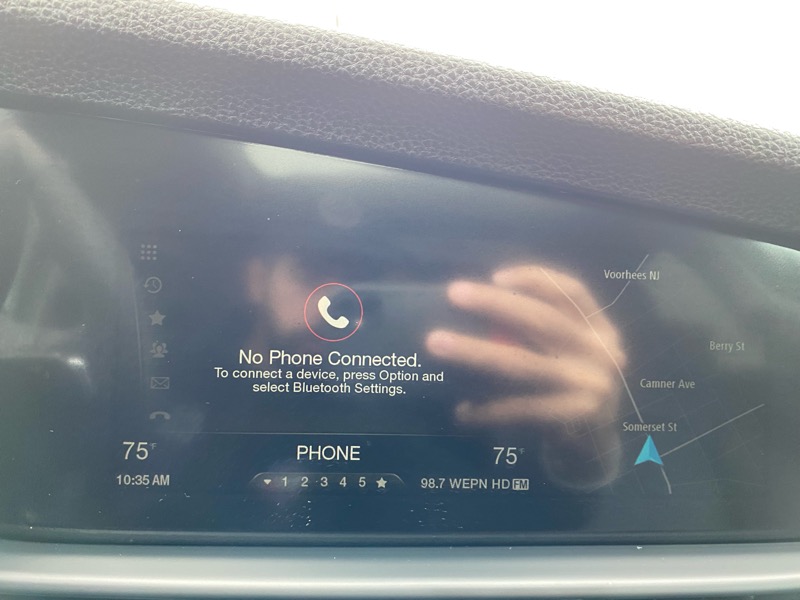 Voorhees NJ
Berry St
Camner Ave
Somerset St
No Phone Connected.
To connect a device, press Option and
select Bluetooth Settings.
75°F
PHONE
75°F
10:35 AM
1 2 3 4 5
98.7 WEPN HD FM